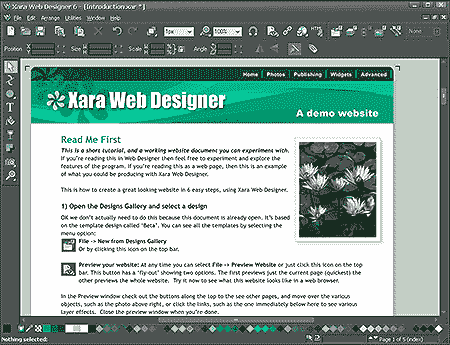 Xara Web Designer 6 - [Introduction.xar *]
File Edit Arrange Utilities Window Help
1px 100%
HTML None
Position Size Scale Angle
Home | Photos | Publishing | Widgets | Advanced
Xara Web Designer
A demo website
Read Me First
This is a short tutorial, and a working website document you can experiment with.
If you're reading this in Web Designer then feel free to experiment and explore the
features of the program. If you're reading this as a web page, then this is an example
of what you could be producing with Xara Web Designer.
This is how to create a great looking website in 6 easy steps, using Xara Web Designer.
1) Open the Designs Gallery and select a design
OK we don't actually need to do this because this document is already open. It's based
on the template design called "Beta". You can see all the templates by selecting the
menu option:
File -> New from Designs Gallery
Or by clicking this icon on the top bar.
Preview your website: At any time you can select File -> Preview Website or just click this icon on the top
bar. This button has a 'fly-out' showing two options. The first previews just the current page (quickest) the
other previews the whole website. Try it now to see what this website looks like in a web browser.
In the Preview window check out the buttons along the top to see other pages, and move over the various
objects, such as the photo above right, or click the links, such as the one immediately below here to see various
layer effects. Close the preview window when you're done.
Nothing selected:
Page 1 of 5 (index)